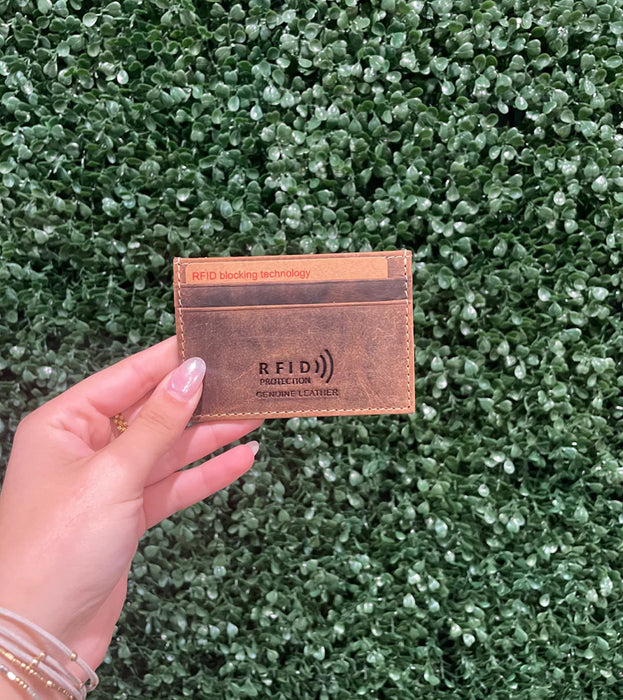 RFID blocking technology
RFID
PROTECTION
GENUINE LEATHER